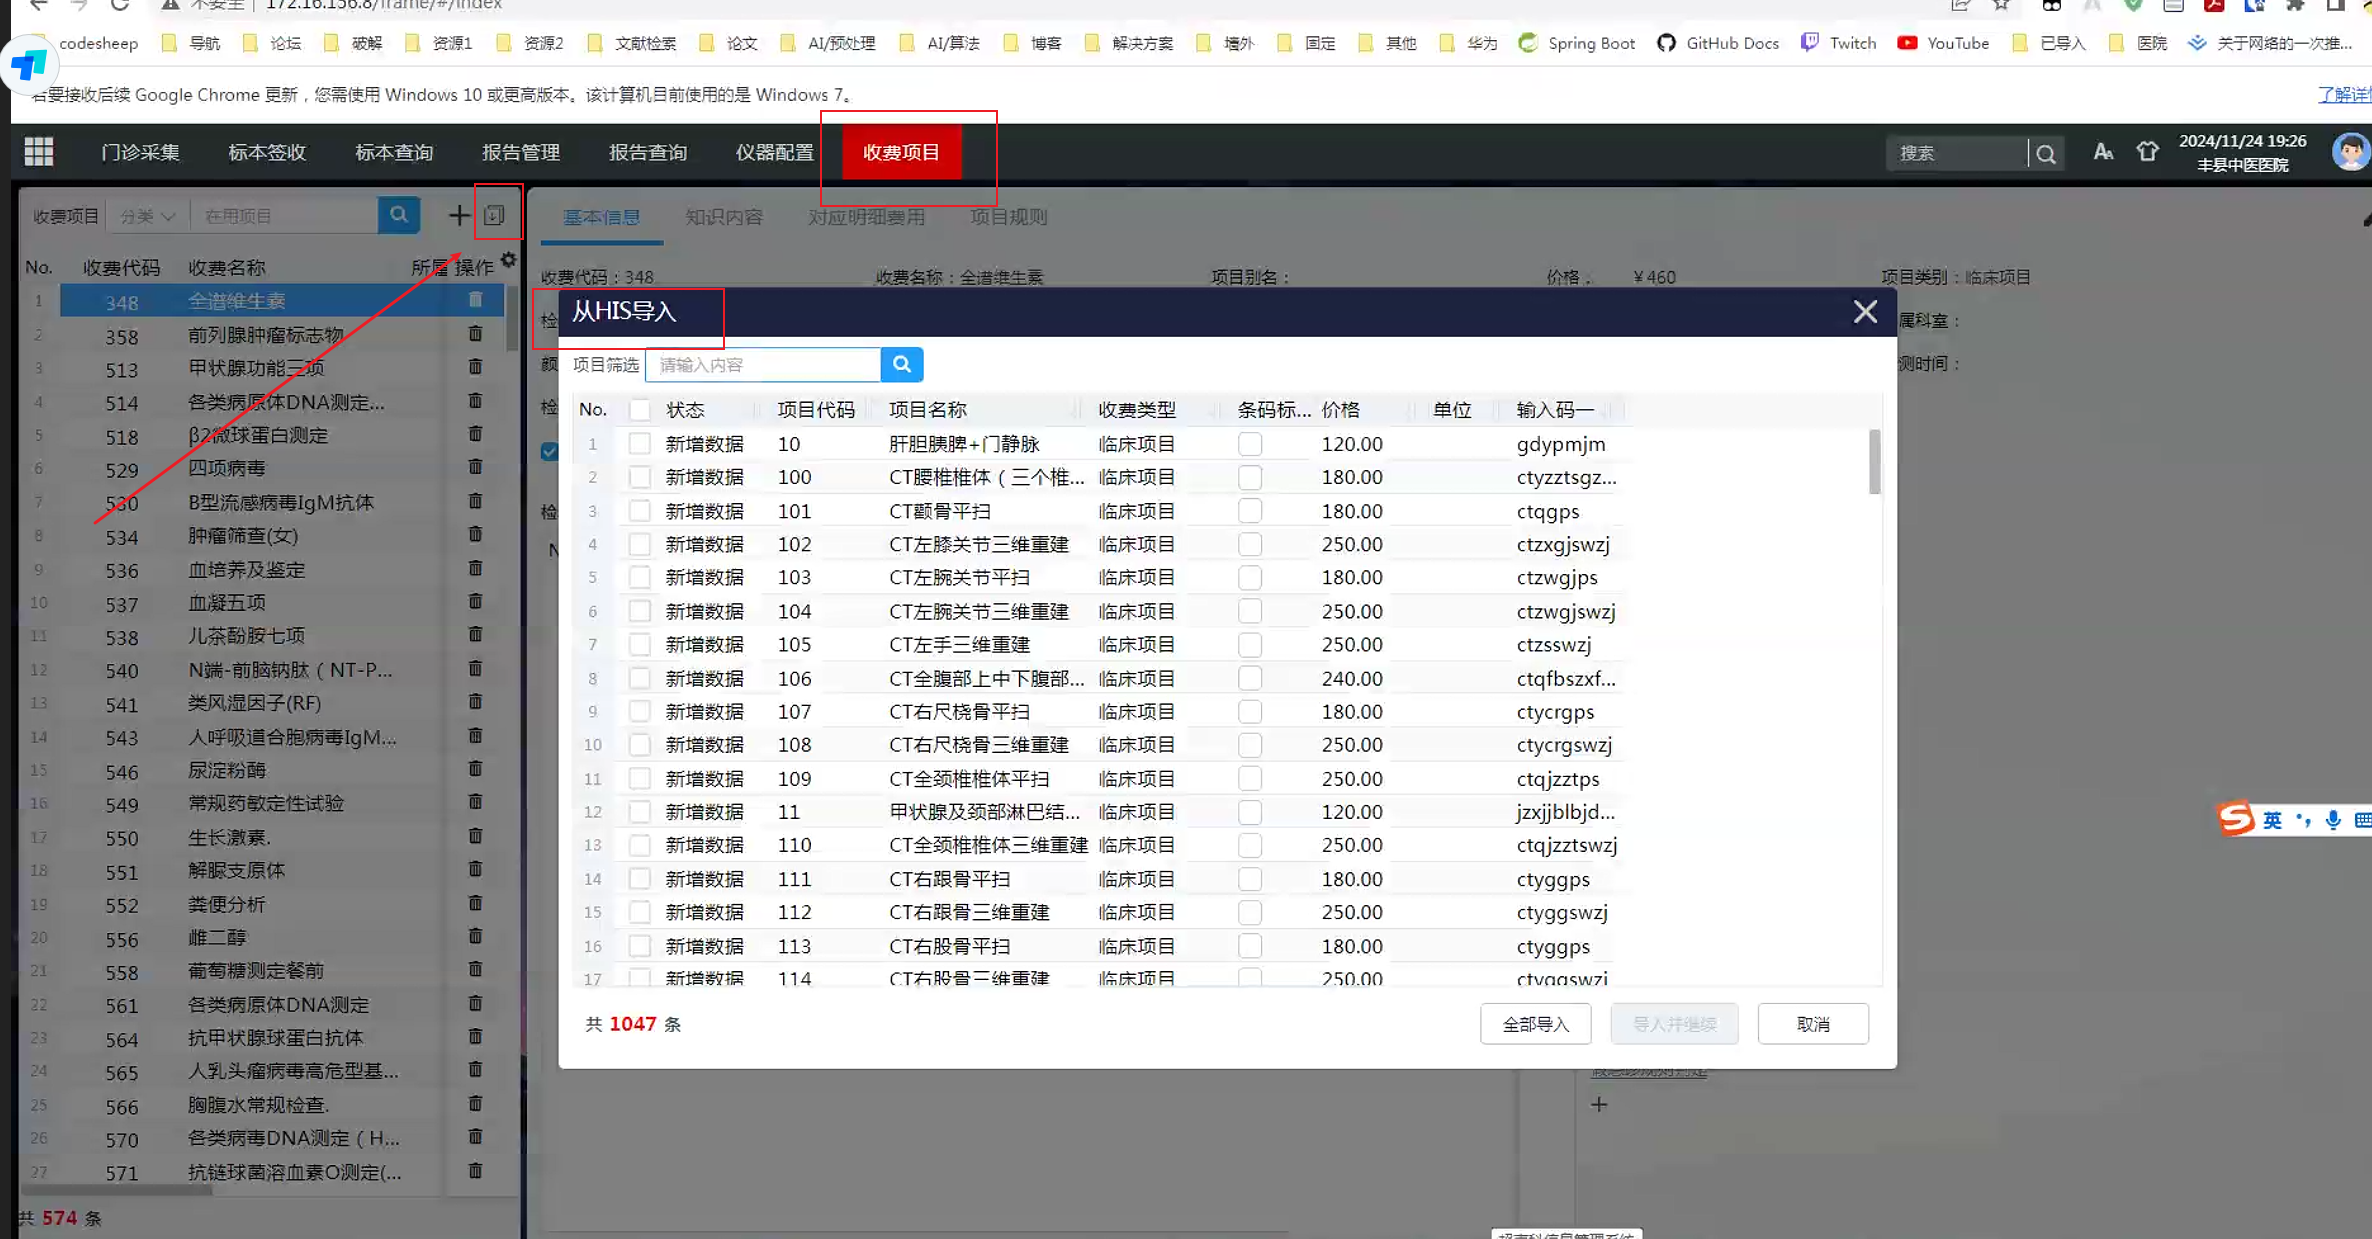 不安全 | 172.16.156.8/frame/#/index
codesheep 导航 论坛 破解 资源1 资源2 文献检索 论文 AI/预处理 AI/算法 博客 解决方案 墙外 固定 其他 华为 Spring Boot GitHub Docs Twitch YouTube 已导入 医院 关于网络的一次推...
若要接收后续 Google Chrome 更新，您需使用 Windows 10 或更高版本。该计算机目前使用的是 Windows 7。 了解详情
门诊采集 标本签收 标本查询 报告管理 报告查询 仪器配置 收费项目 搜索 2024/11/24 19:26
丰县中医医院
收费项目 分类 在用项目 基本信息 知识内容 对应明细费用 项目规则
No. 收费代码 收费名称 所属 操作
收费代码：348 收费名称：全谱维生素 项目别名： 价格： ￥460 项目类别：临床项目
1 348 全谱维生素
2 358 前列腺肿瘤标志物
3 513 甲状腺功能三项
4 514 各类病原体DNA测定...
5 518 β2微球蛋白测定
6 529 四项病毒
7 530 B型流感病毒IgM抗体
8 534 肿瘤筛查(女)
9 536 血培养及鉴定
10 537 血凝五项
11 538 儿茶酚胺七项
12 540 N端-前脑钠肽（NT-P...
13 541 类风湿因子(RF)
14 543 人呼吸道合胞病毒IgM...
15 546 尿淀粉酶
16 549 常规药敏定性试验
17 550 生长激素.
18 551 解脲支原体
19 552 粪便分析
20 556 雌二醇
21 558 葡萄糖测定餐前
22 561 各类病原体DNA测定
23 564 抗甲状腺球蛋白抗体
24 565 人乳头瘤病毒高危型基...
25 566 胸腹水常规检查.
26 570 各类病毒DNA测定（H...
27 571 抗链球菌溶血素O测定(...
共 574 条
从HIS导入
属科室：
测时间：
检
颜
检
检
N
项目筛选 请输入内容
No. 状态 项目代码 项目名称 收费类型 条码标... 价格 单位 输入码一
1 新增数据 10 肝胆胰脾+门静脉 临床项目 120.00 gdypmjm
2 新增数据 100 CT腰椎椎体（三个椎... 临床项目 180.00 ctyzztsgz...
3 新增数据 101 CT颧骨平扫 临床项目 180.00 ctqgps
4 新增数据 102 CT左膝关节三维重建 临床项目 250.00 ctzxgjswzj
5 新增数据 103 CT左腕关节平扫 临床项目 180.00 ctzwgjps
6 新增数据 104 CT左腕关节三维重建 临床项目 250.00 ctzwgjswzj
7 新增数据 105 CT左手三维重建 临床项目 250.00 ctzsswzj
8 新增数据 106 CT全腹部上中下腹部... 临床项目 240.00 ctqfbszxf...
9 新增数据 107 CT右尺桡骨平扫 临床项目 180.00 ctycrgps
10 新增数据 108 CT右尺桡骨三维重建 临床项目 250.00 ctycrgswzj
11 新增数据 109 CT全颈椎椎体平扫 临床项目 250.00 ctqjzztps
12 新增数据 11 甲状腺及颈部淋巴结... 临床项目 120.00 jzxjjblbjd...
13 新增数据 110 CT全颈椎椎体三维重建 临床项目 250.00 ctqjzztswzj
14 新增数据 111 CT右跟骨平扫 临床项目 180.00 ctyggps
15 新增数据 112 CT右跟骨三维重建 临床项目 250.00 ctyggswzj
16 新增数据 113 CT右股骨平扫 临床项目 180.00 ctyggps
17 新增数据 114 CT右股骨三维重建 临床项目 250.00 ctyggswzj
共 1047 条 全部导入 导入并继续 取消
英